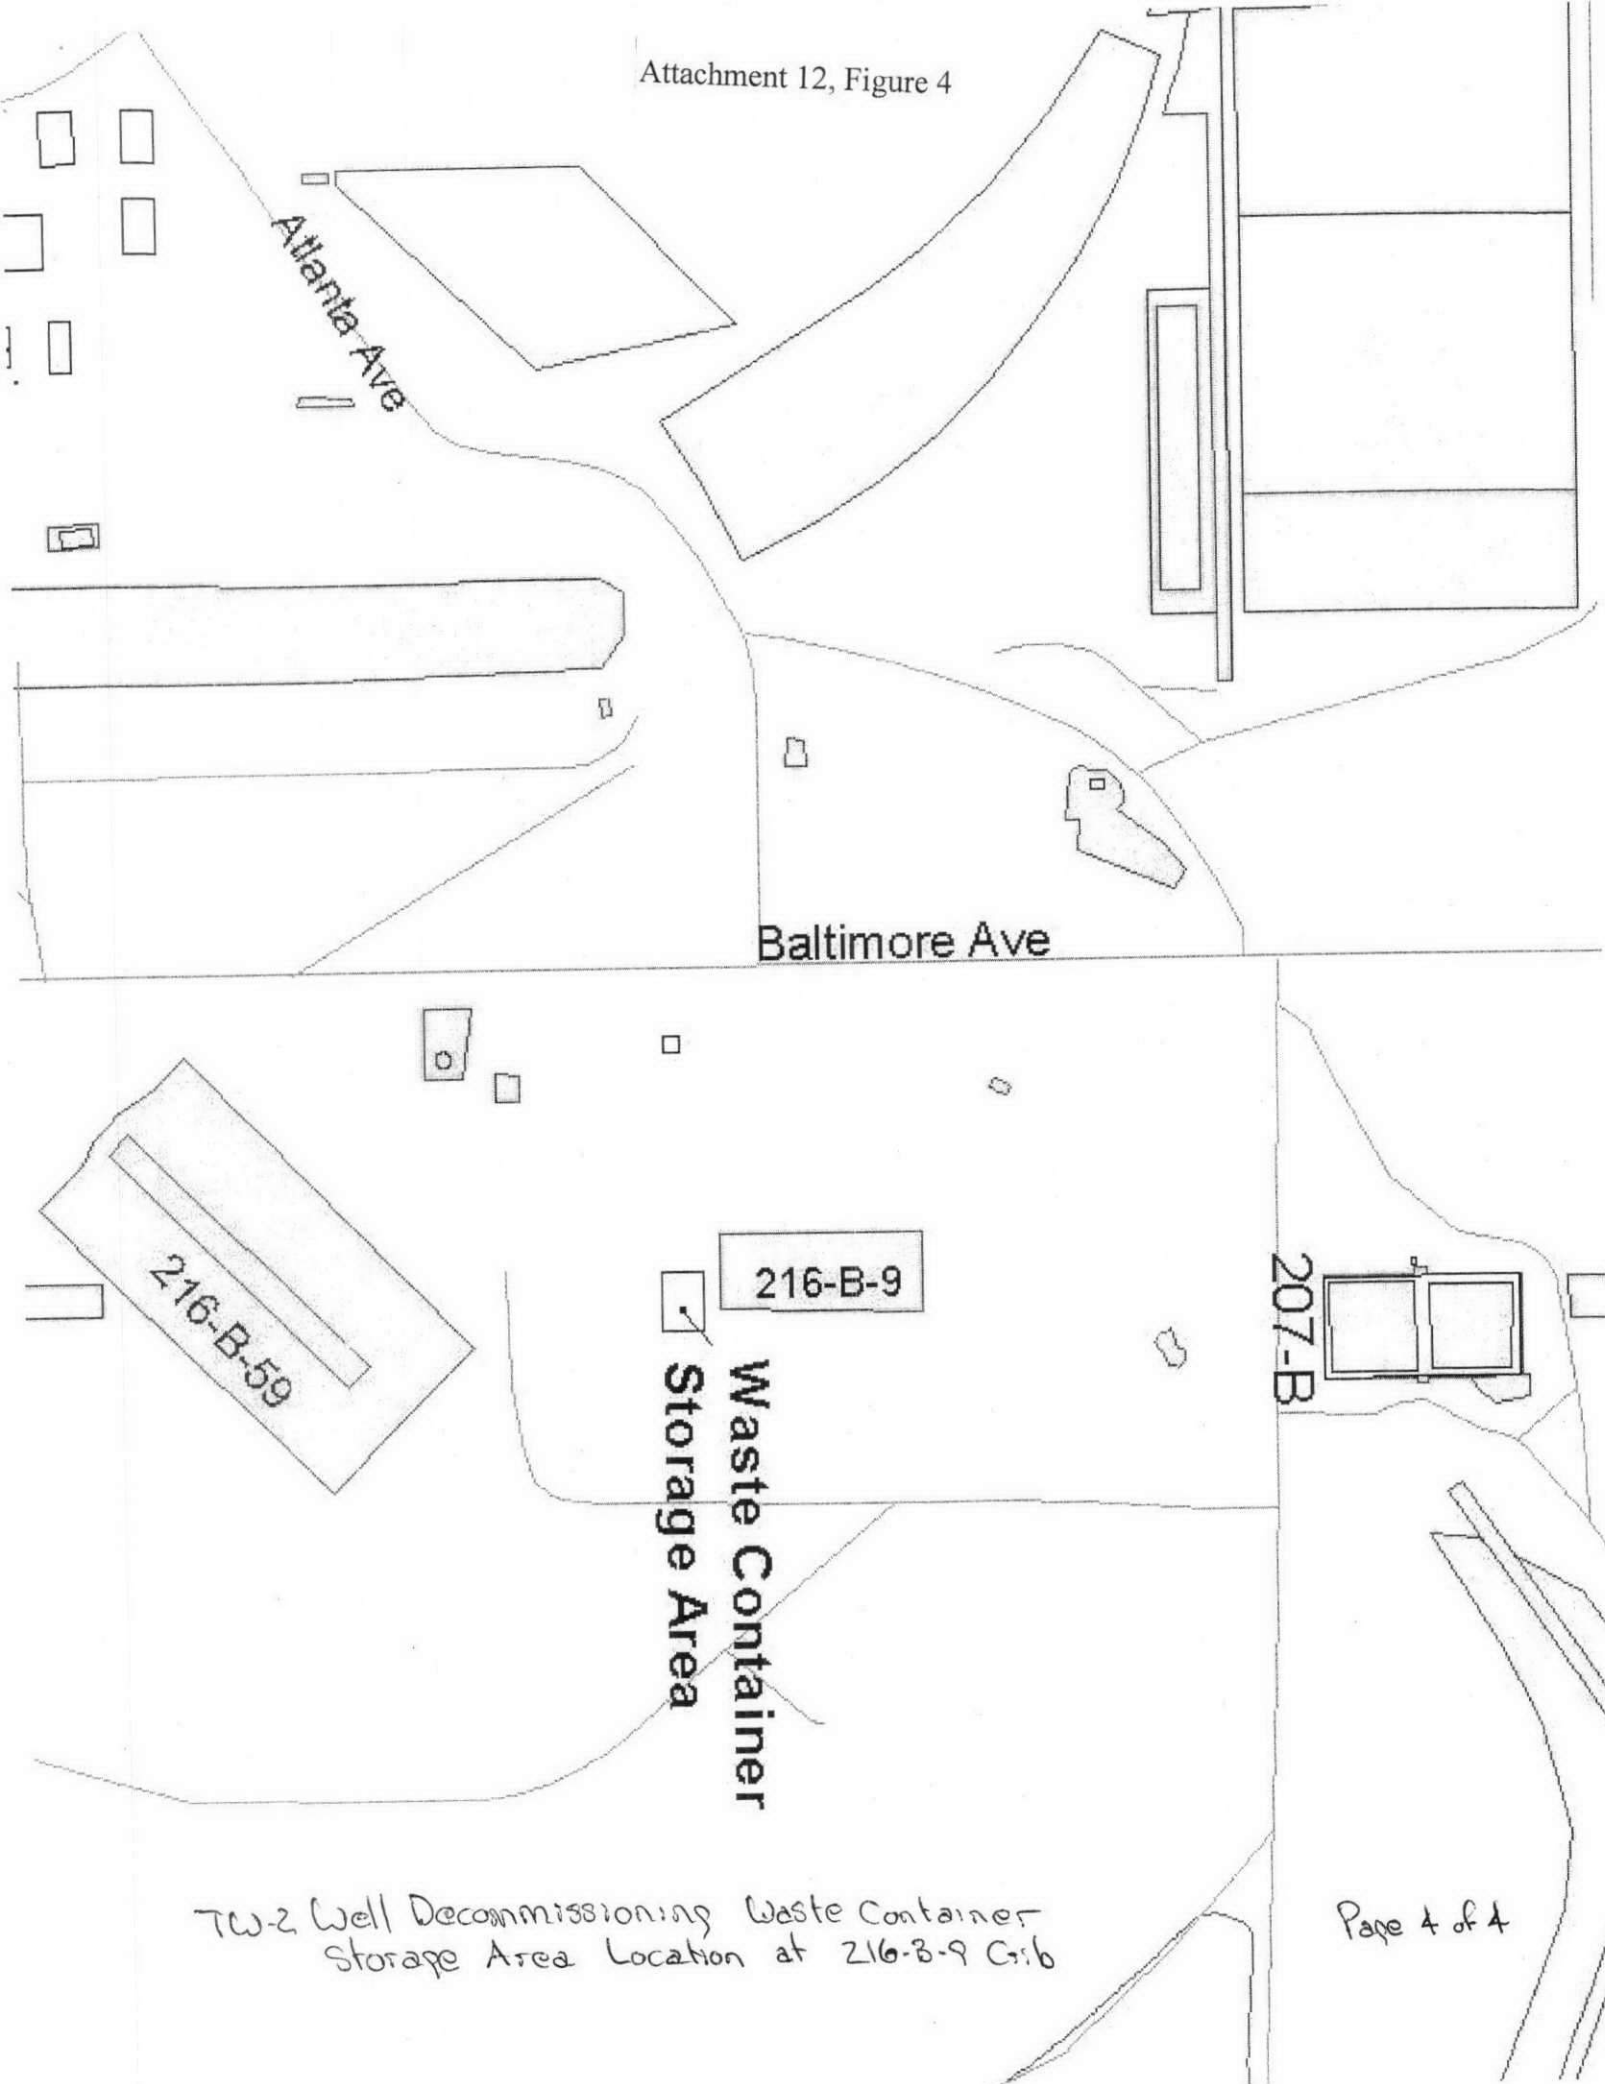 Attachment 12, Figure 4
Atlanta Ave
Baltimore Ave
216-B-59
216-B-9
207-B
Waste Container
Storage Area
TW-2 Well Decommissioning Waste Container
Storage Area Location at 216-B-9 Crib
Page 4 of 4